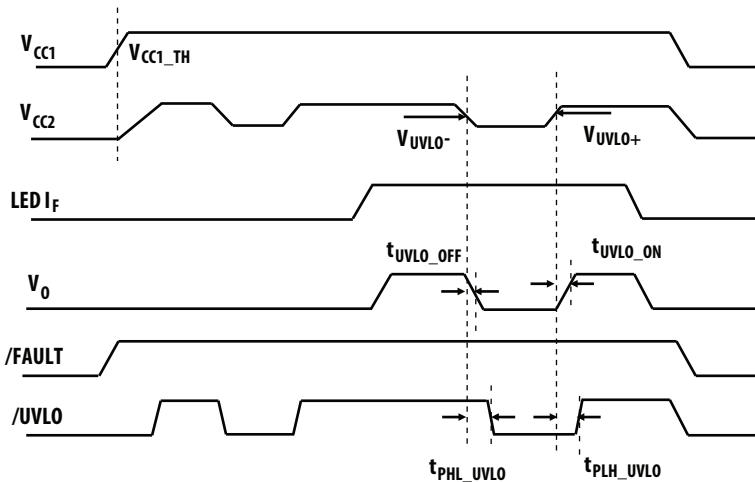 VCC1
VCC1_TH
VCC2
VUVLO-
VUVLO+
LED IF
tUVLO_OFF
tUVLO_ON
VO
/FAULT
/UVLO
tPHL_UVLO
tPLH_UVLO